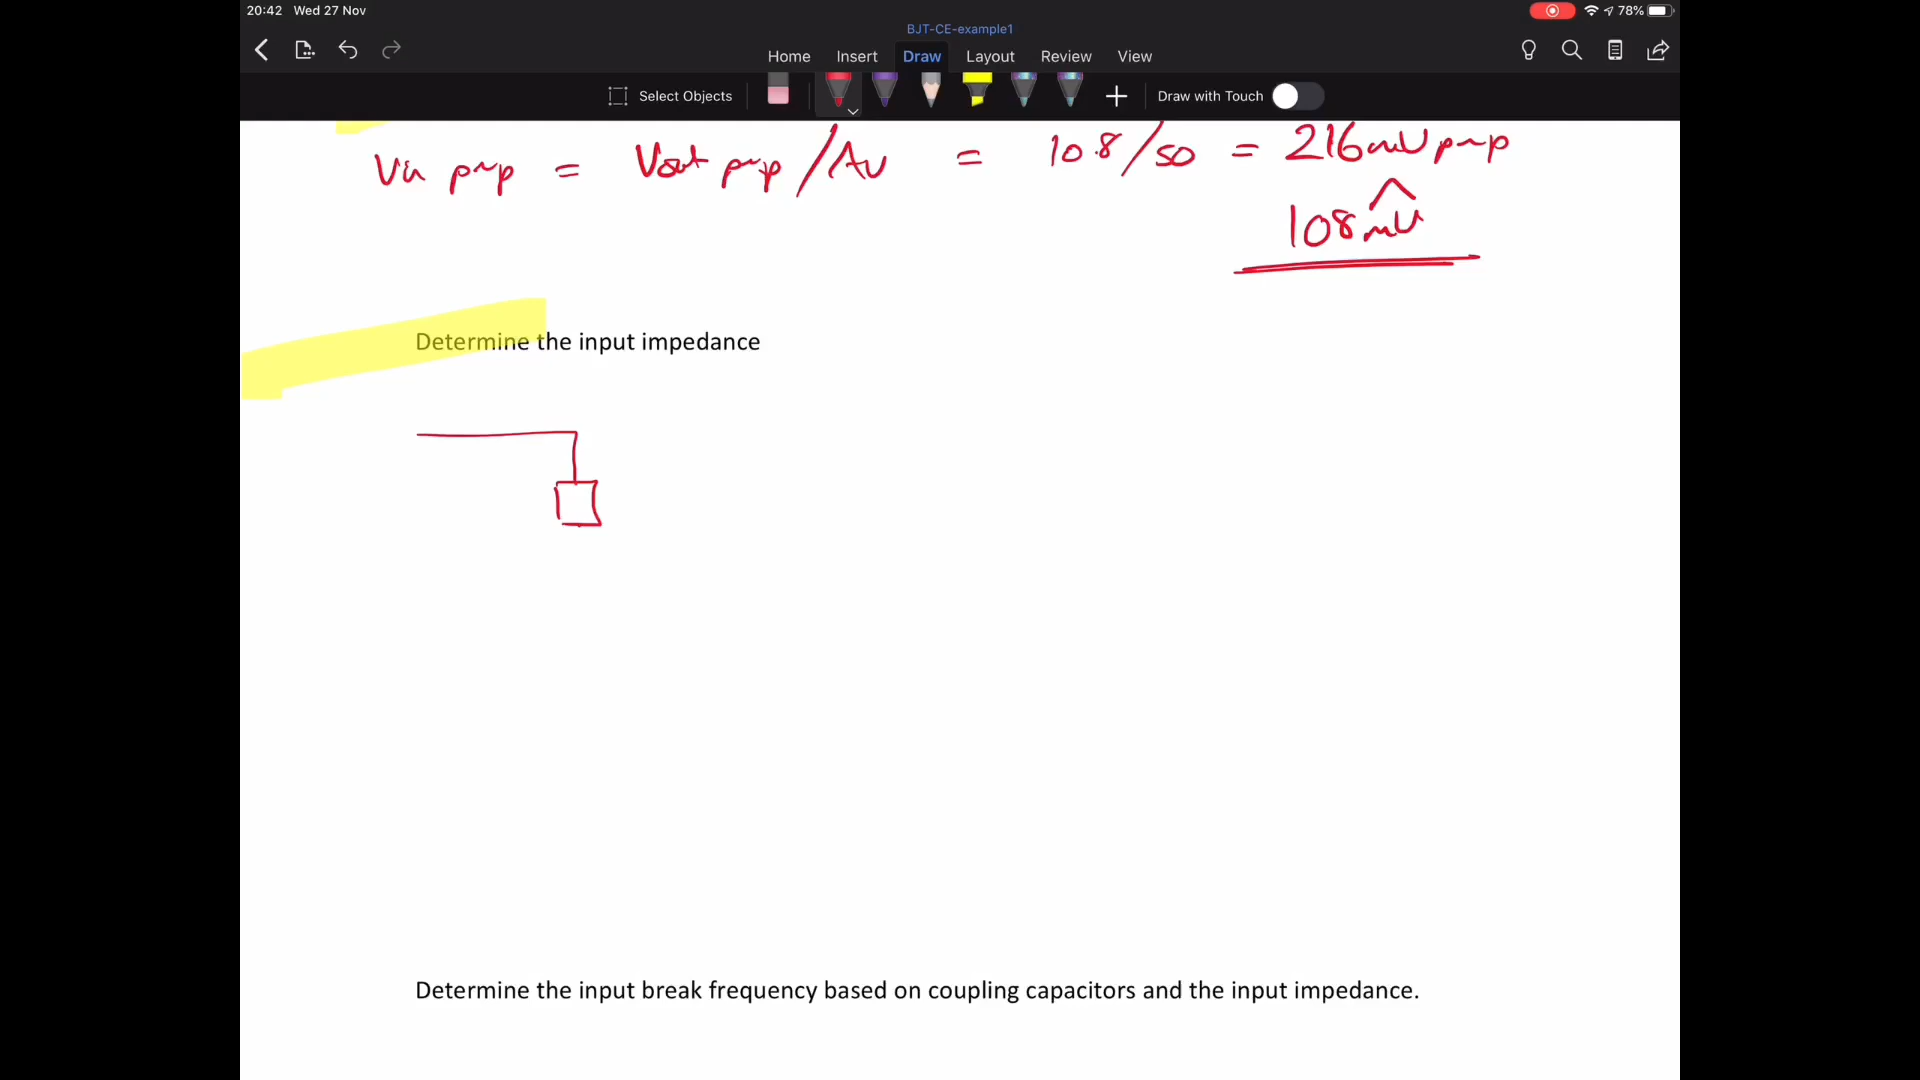 20:42 Wed 27 Nov 78%
BJT-CE-example1
Home Insert Draw Layout Review View
Select Objects Draw with Touch
Vin p~p = Vout p~p /Av = 10.8/50 = 216mV p~p
108mV
Determine the input impedance
Determine the input break frequency based on coupling capacitors and the input impedance.